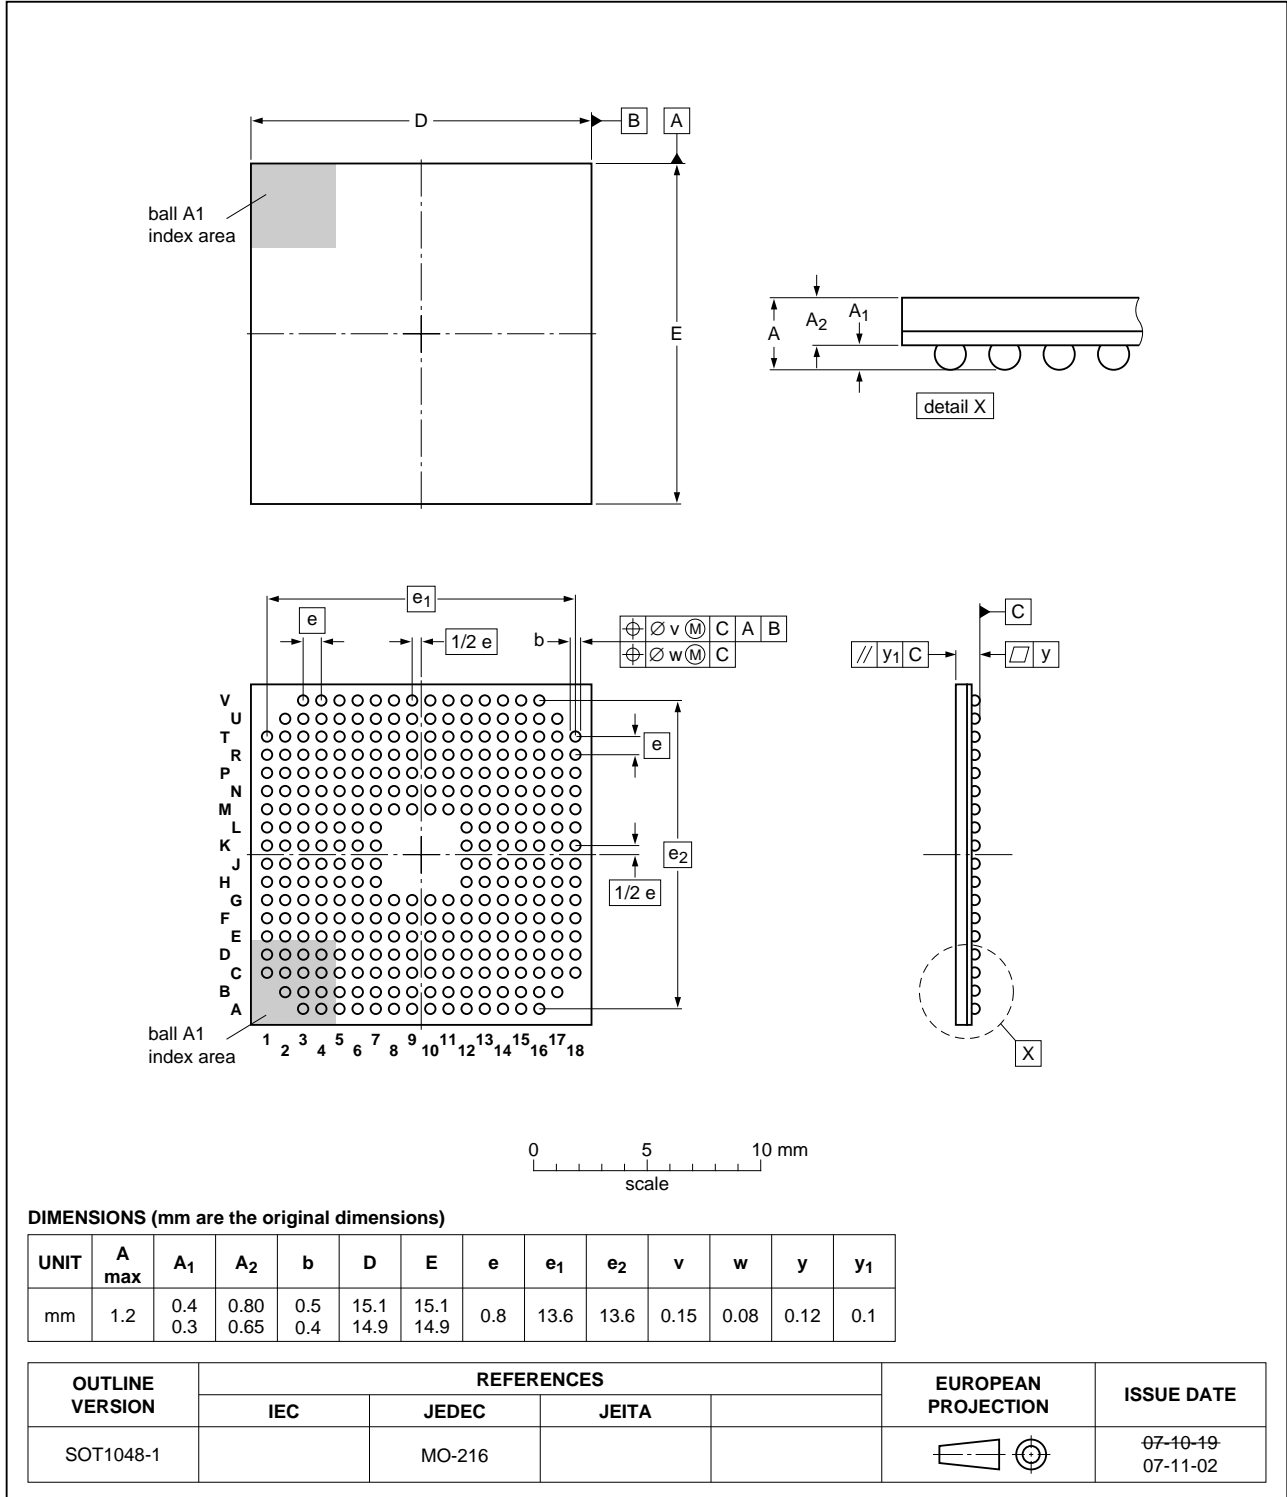 D
B
A
ball A1
index area
E
A
A2
A1
detail X
e1
e
1/2 e
b
⌖ ∅ v Ⓜ C A B
⌖ ∅ w Ⓜ C
C
// y1 C
▱ y
V
U
T
R
P
N
M
L
K
J
H
G
F
E
D
C
B
A
e
e2
1/2 e
ball A1
index area
1 2 3 4 5 6 7 8 9 10 11 12 13 14 15 16 17 18
X
0 5 10 mm
scale
DIMENSIONS (mm are the original dimensions)
UNIT A max A1 A2 b D E e e1 e2 v w y y1
mm 1.2 0.4 0.3 0.80 0.65 0.5 0.4 15.1 14.9 15.1 14.9 0.8 13.6 13.6 0.15 0.08 0.12 0.1
OUTLINE VERSION
REFERENCES
EUROPEAN PROJECTION
ISSUE DATE
IEC JEDEC JEITA
SOT1048-1 MO-216
07-10-19
07-11-02